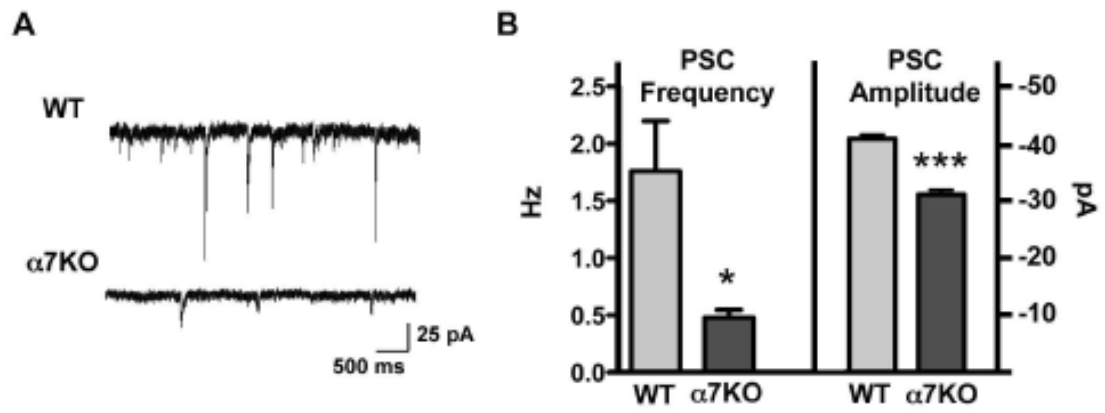 A
WT
α7KO
25 pA
500 ms
B
PSC
Frequency
PSC
Amplitude
2.5
2.0
1.5
1.0
0.5
0.0
Hz
*
***
-50
-40
-30
-20
-10
pA
WT α7KO
WT α7KO